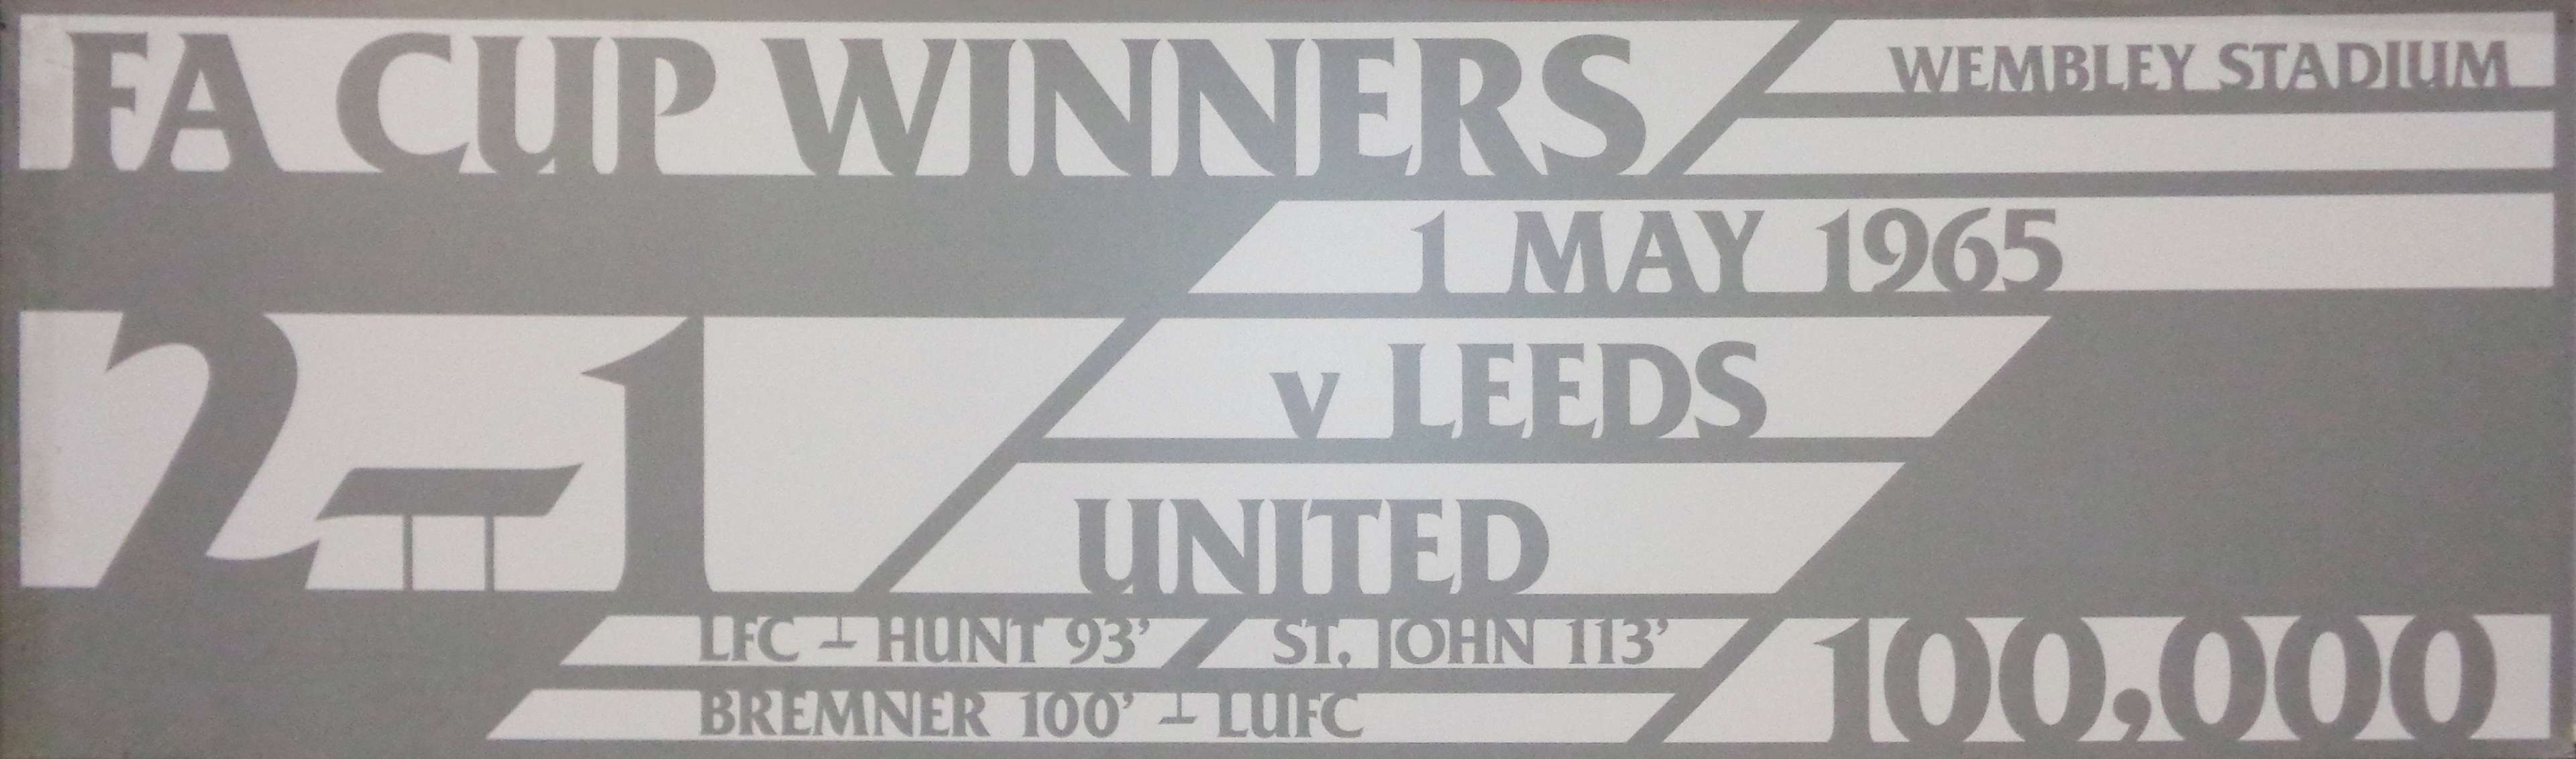 FA CUP WINNERS
WEMBLEY STADIUM
1 MAY 1965
2-1
v LEEDS
UNITED
LFC - HUNT 93' ST. JOHN 113'
BREMNER 100' - LUFC
100,000